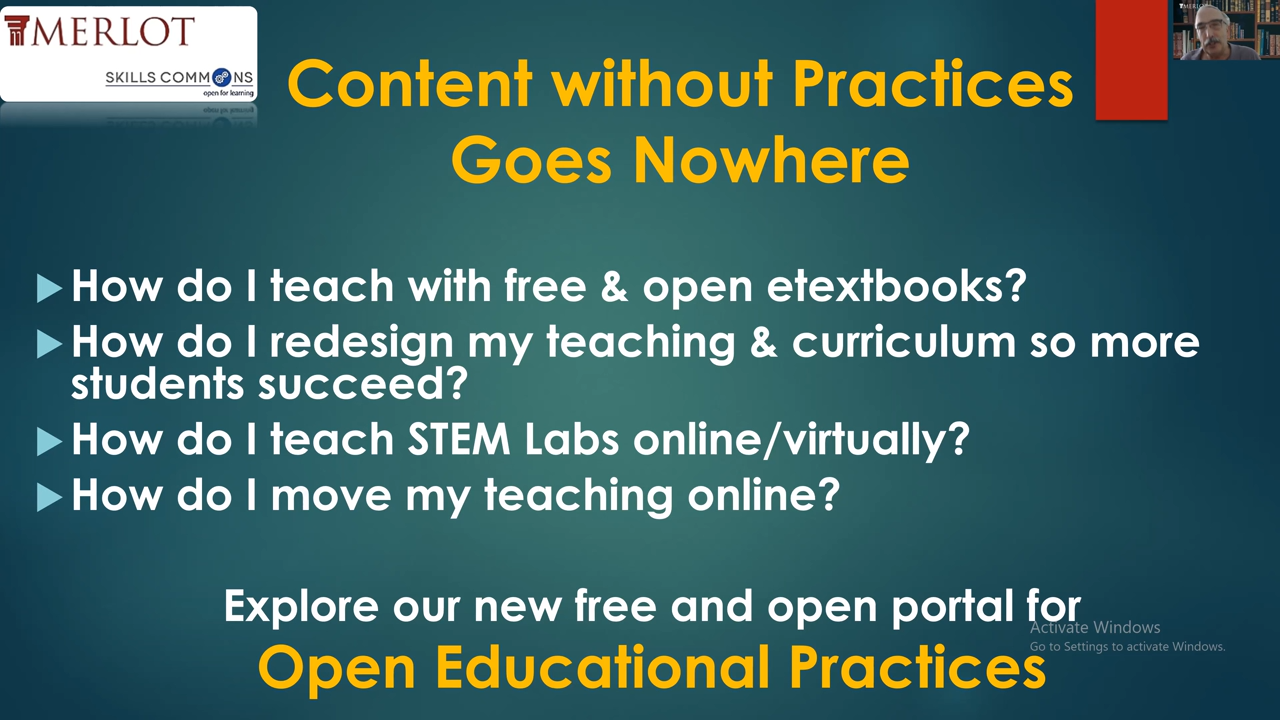 MERLOT
SKILLS COMMONS
open for learning
Content without Practices
Goes Nowhere
How do I teach with free & open etextbooks?
How do I redesign my teaching & curriculum so more
students succeed?
How do I teach STEM Labs online/virtually?
How do I move my teaching online?
Explore our new free and open portal for
Open Educational Practices
Activate Windows
Go to Settings to activate Windows.